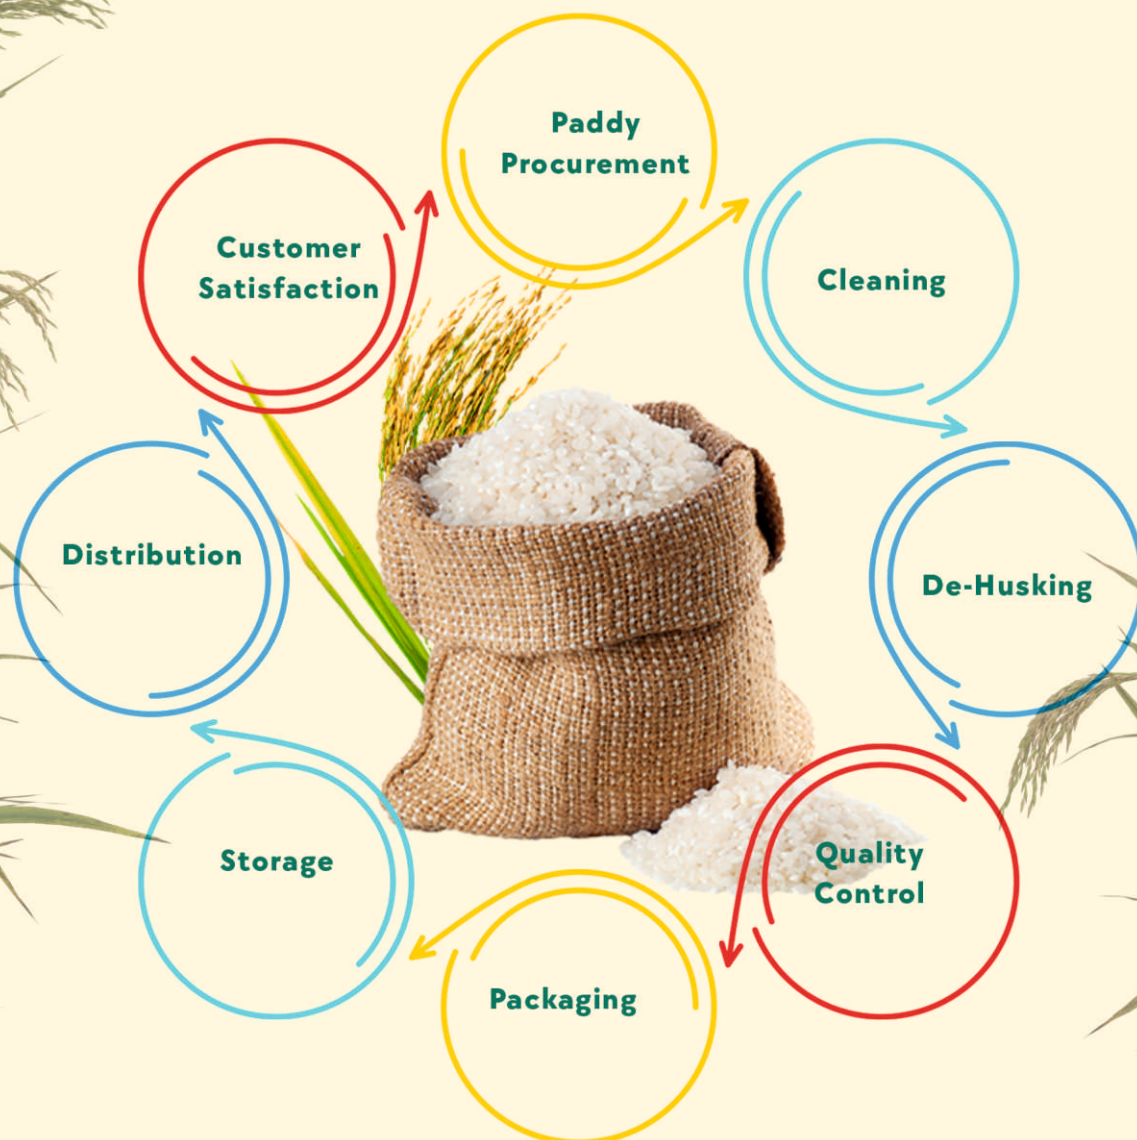 Paddy
Procurement
Cleaning
De-Husking
Quality
Control
Packaging
Storage
Distribution
Customer
Satisfaction